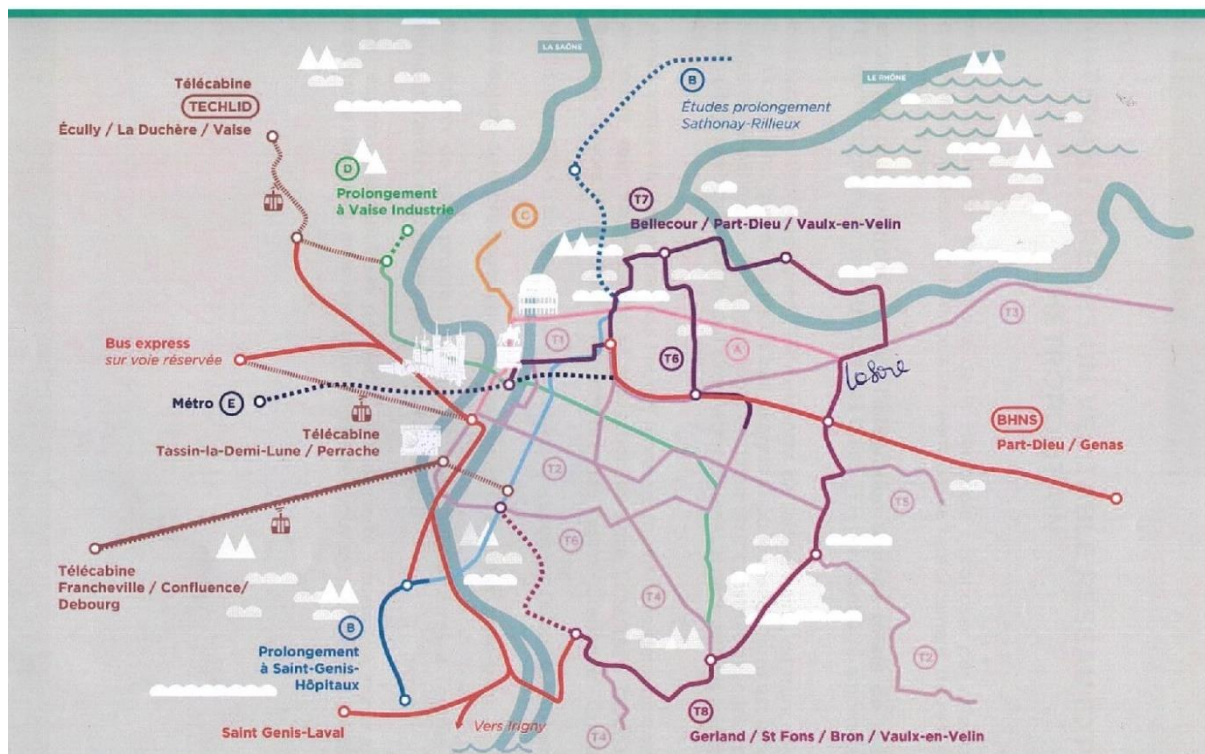 LA SAÔNE
LE RHÔNE
Télécabine
TECHLID
Écully / La Duchère / Vaise
B
Études prolongement
Sathonay-Rillieux
D
Prolongement
à Vaise Industrie
C
T7
Bellecour / Part-Dieu / Vaulx-en-Velin
T3
T1
Bus express
sur voie réservée
T6
A
La Soie
Métro E
BHNS
Part-Dieu / Genas
Télécabine
Tassin-la-Demi-Lune / Perrache
T2
T5
T6
Télécabine
Francheville / Confluence/
Debourg
T4
B
Prolongement
à Saint-Genis-
Hôpitaux
T2
Saint Genis-Laval
Vers Irigny
T4
T8
Gerland / St Fons / Bron / Vaulx-en-Velin